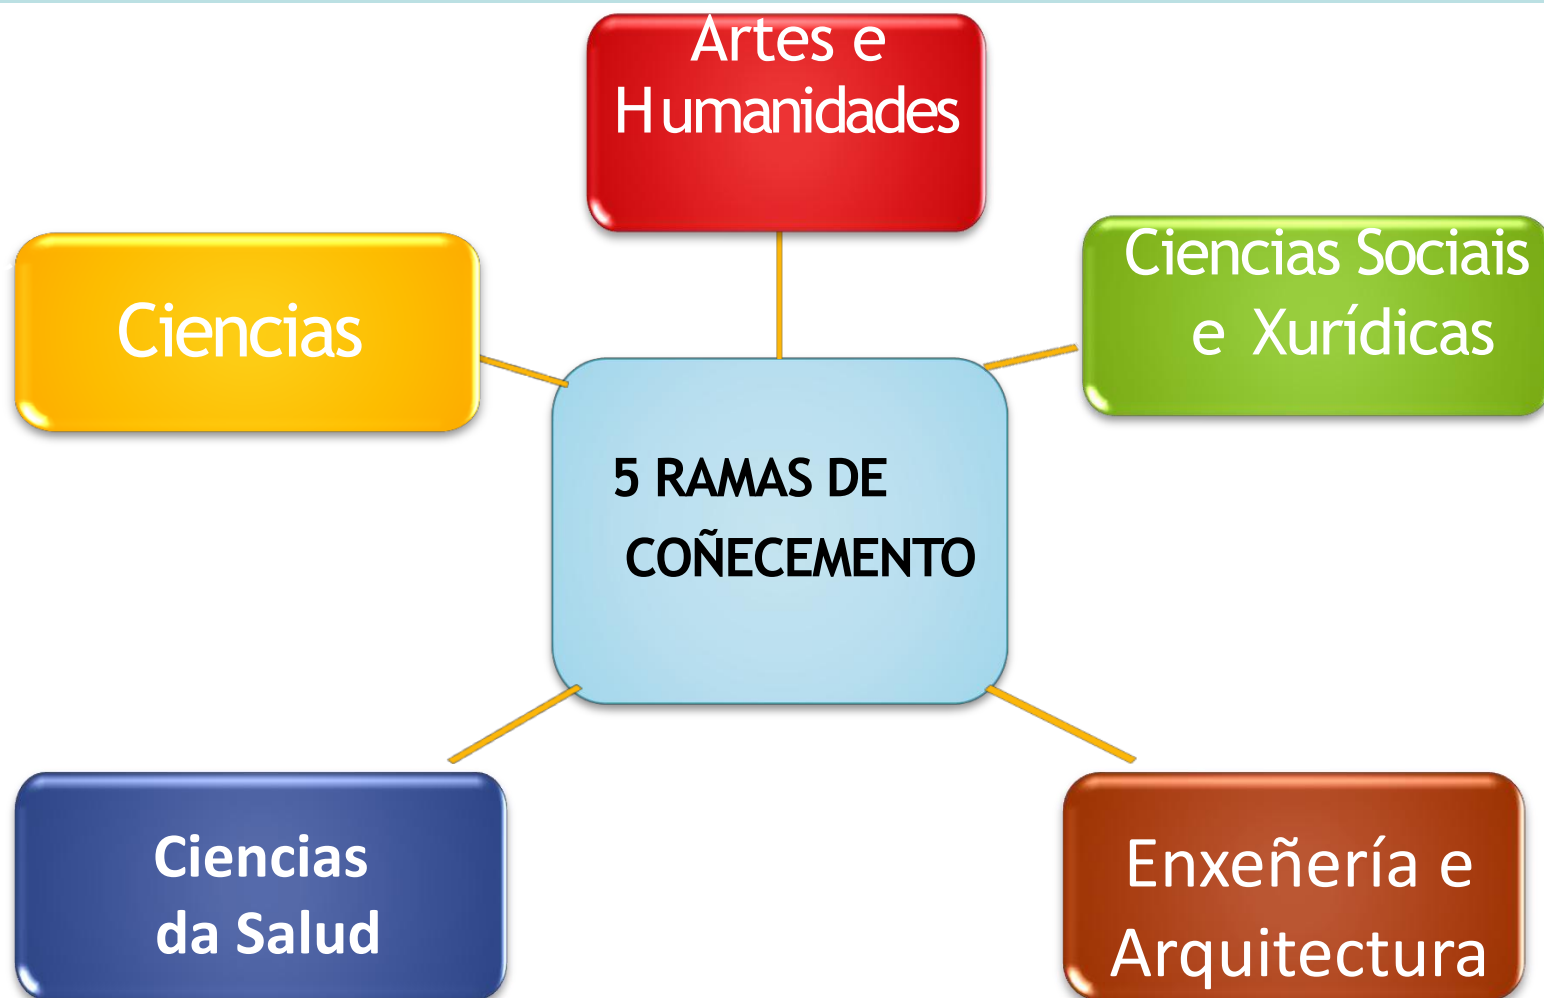 Artes e
Humanidades
Ciencias Sociais
e Xurídicas
Ciencias
5 RAMAS DE
COÑECEMENTO
Ciencias
da Salud
Enxeñería e
Arquitectura